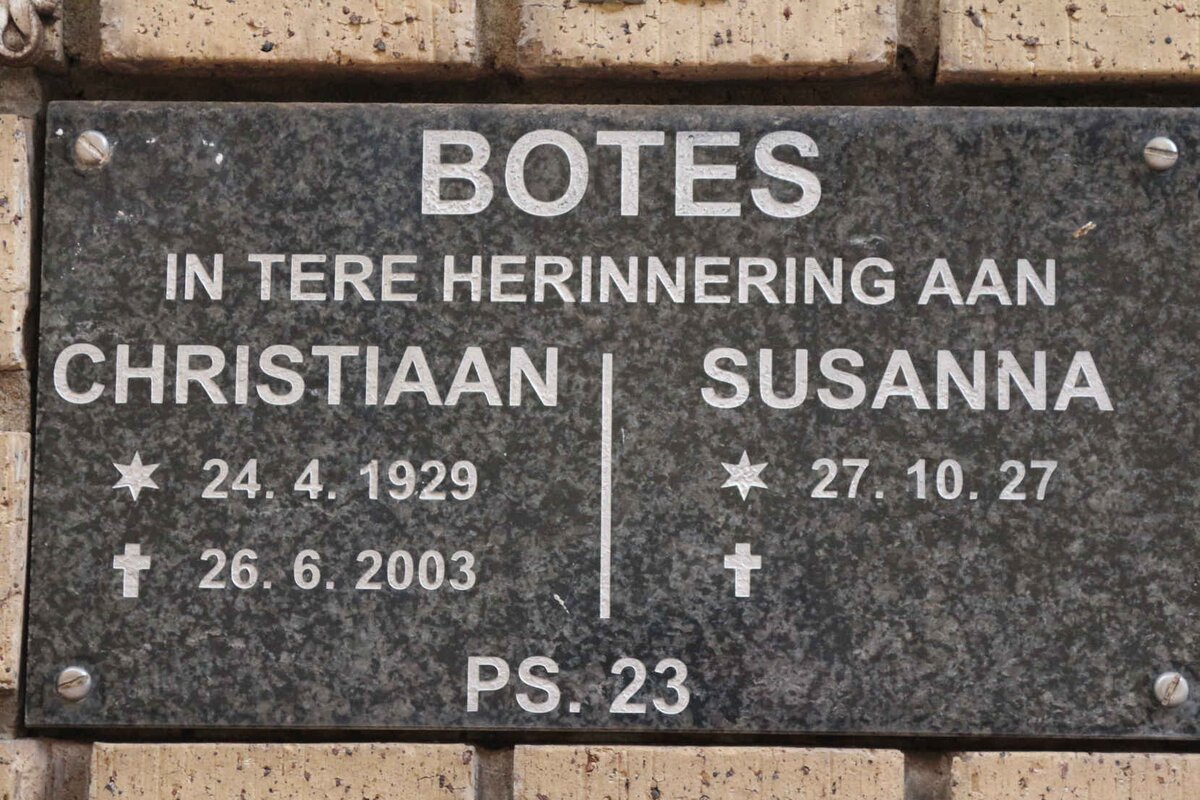 BOTES
IN TERE HERINNERING AAN
CHRISTIAAN
24. 4. 1929
26. 6. 2003
SUSANNA
27. 10. 27
PS. 23